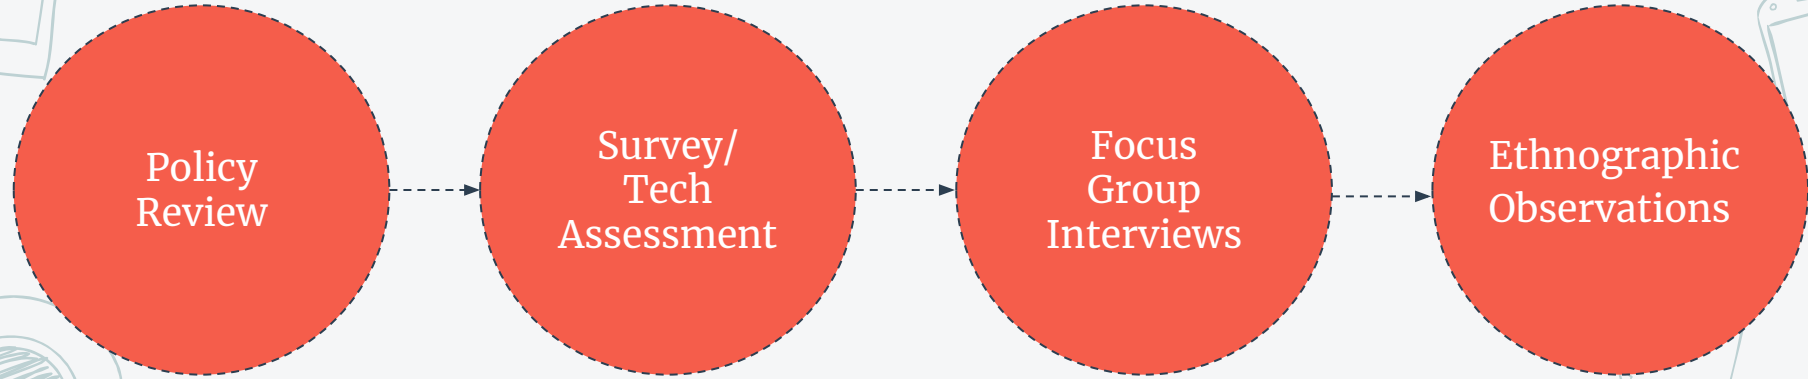 Policy
Review
Survey/
Tech
Assessment
Focus
Group
Interviews
Ethnographic
Observations